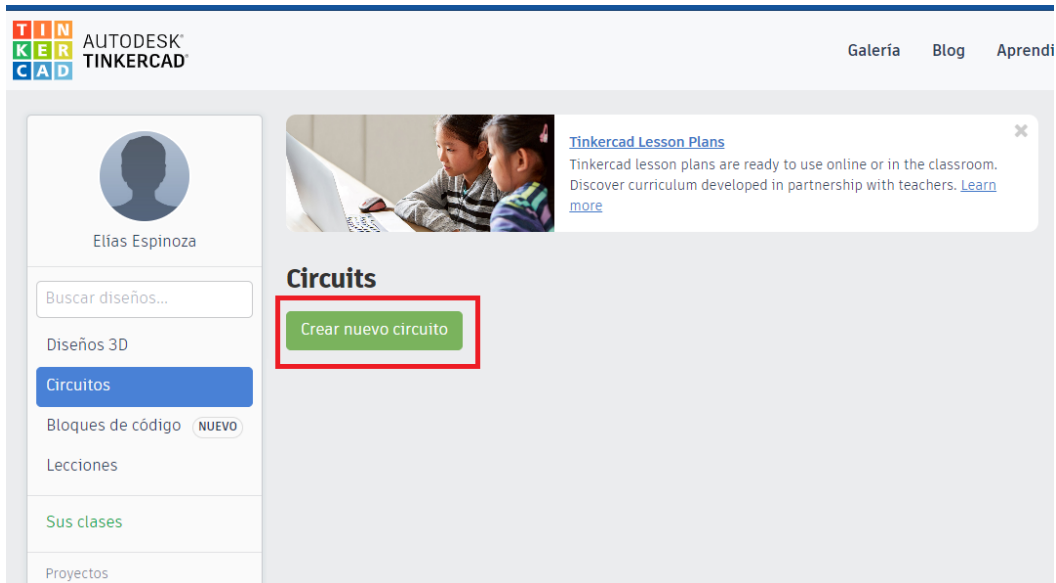 TIN
KER
CAD
AUTODESK®
TINKERCAD®
Galería
Blog
Aprendi
Elías Espinoza
Buscar diseños...
Diseños 3D
Circuitos
Bloques de código NUEVO
Lecciones
Sus clases
Proyectos
Tinkercad Lesson Plans
Tinkercad lesson plans are ready to use online or in the classroom.
Discover curriculum developed in partnership with teachers. Learn
more
Circuits
Crear nuevo circuito